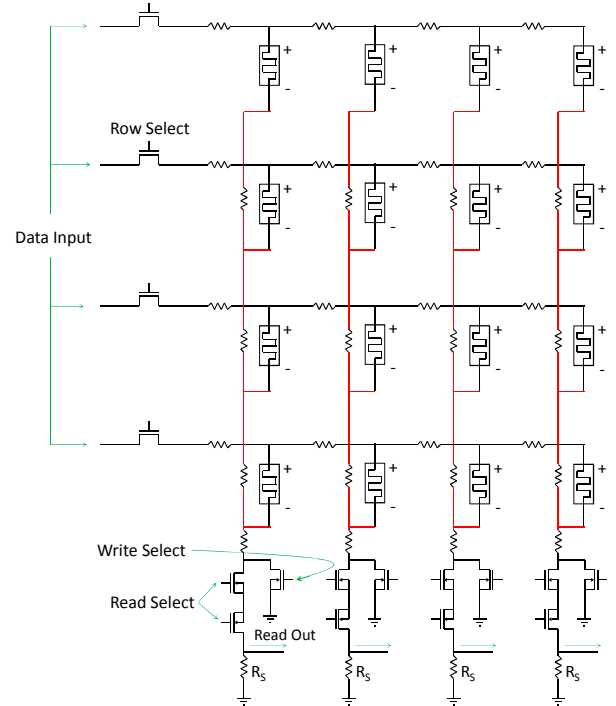 + + + +
- - - -
Row Select
+ + + +
- - - -
Data Input
+ + + +
- - - -
+ + + +
- - - -
Write Select
Read Select
Read Out
RS RS RS RS